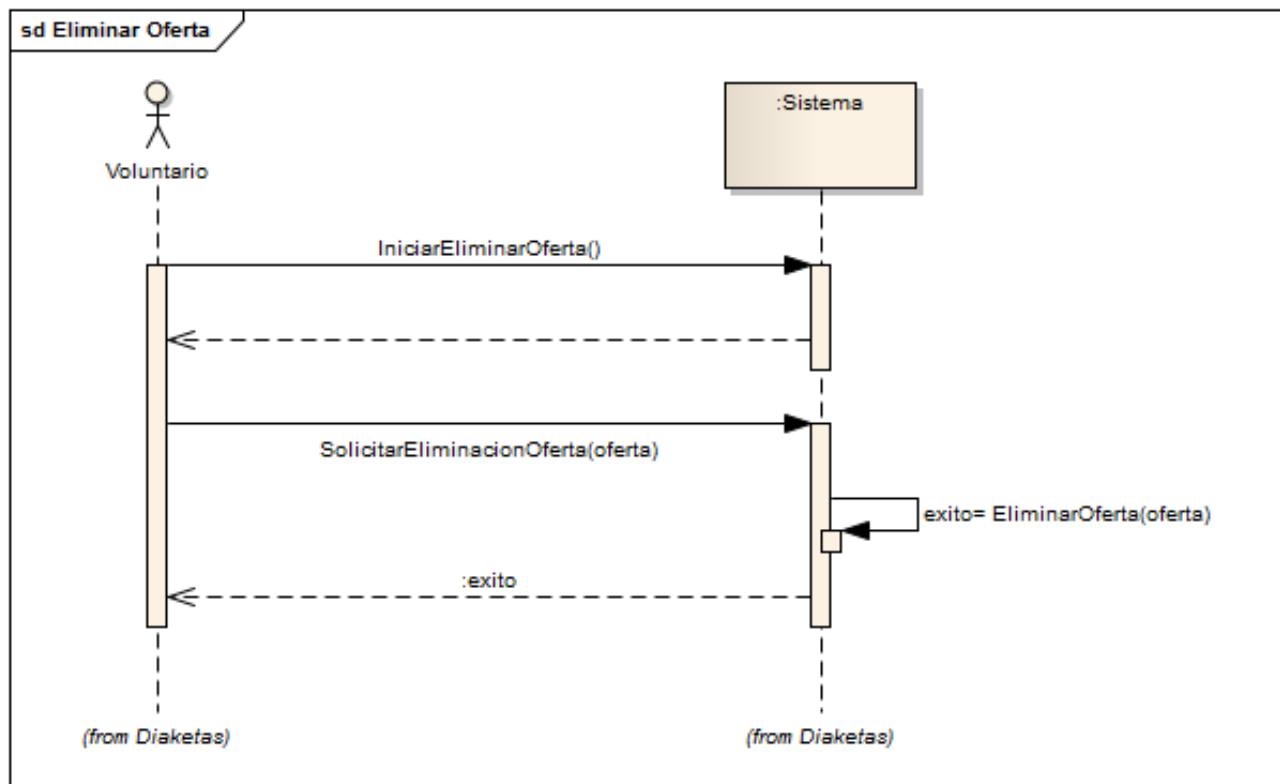 sd Eliminar Oferta
:Sistema
Voluntario
IniciarEliminarOferta()
SolicitarEliminacionOferta(oferta)
exito= EliminarOferta(oferta)
:exito
(from Diaketas)
(from Diaketas)